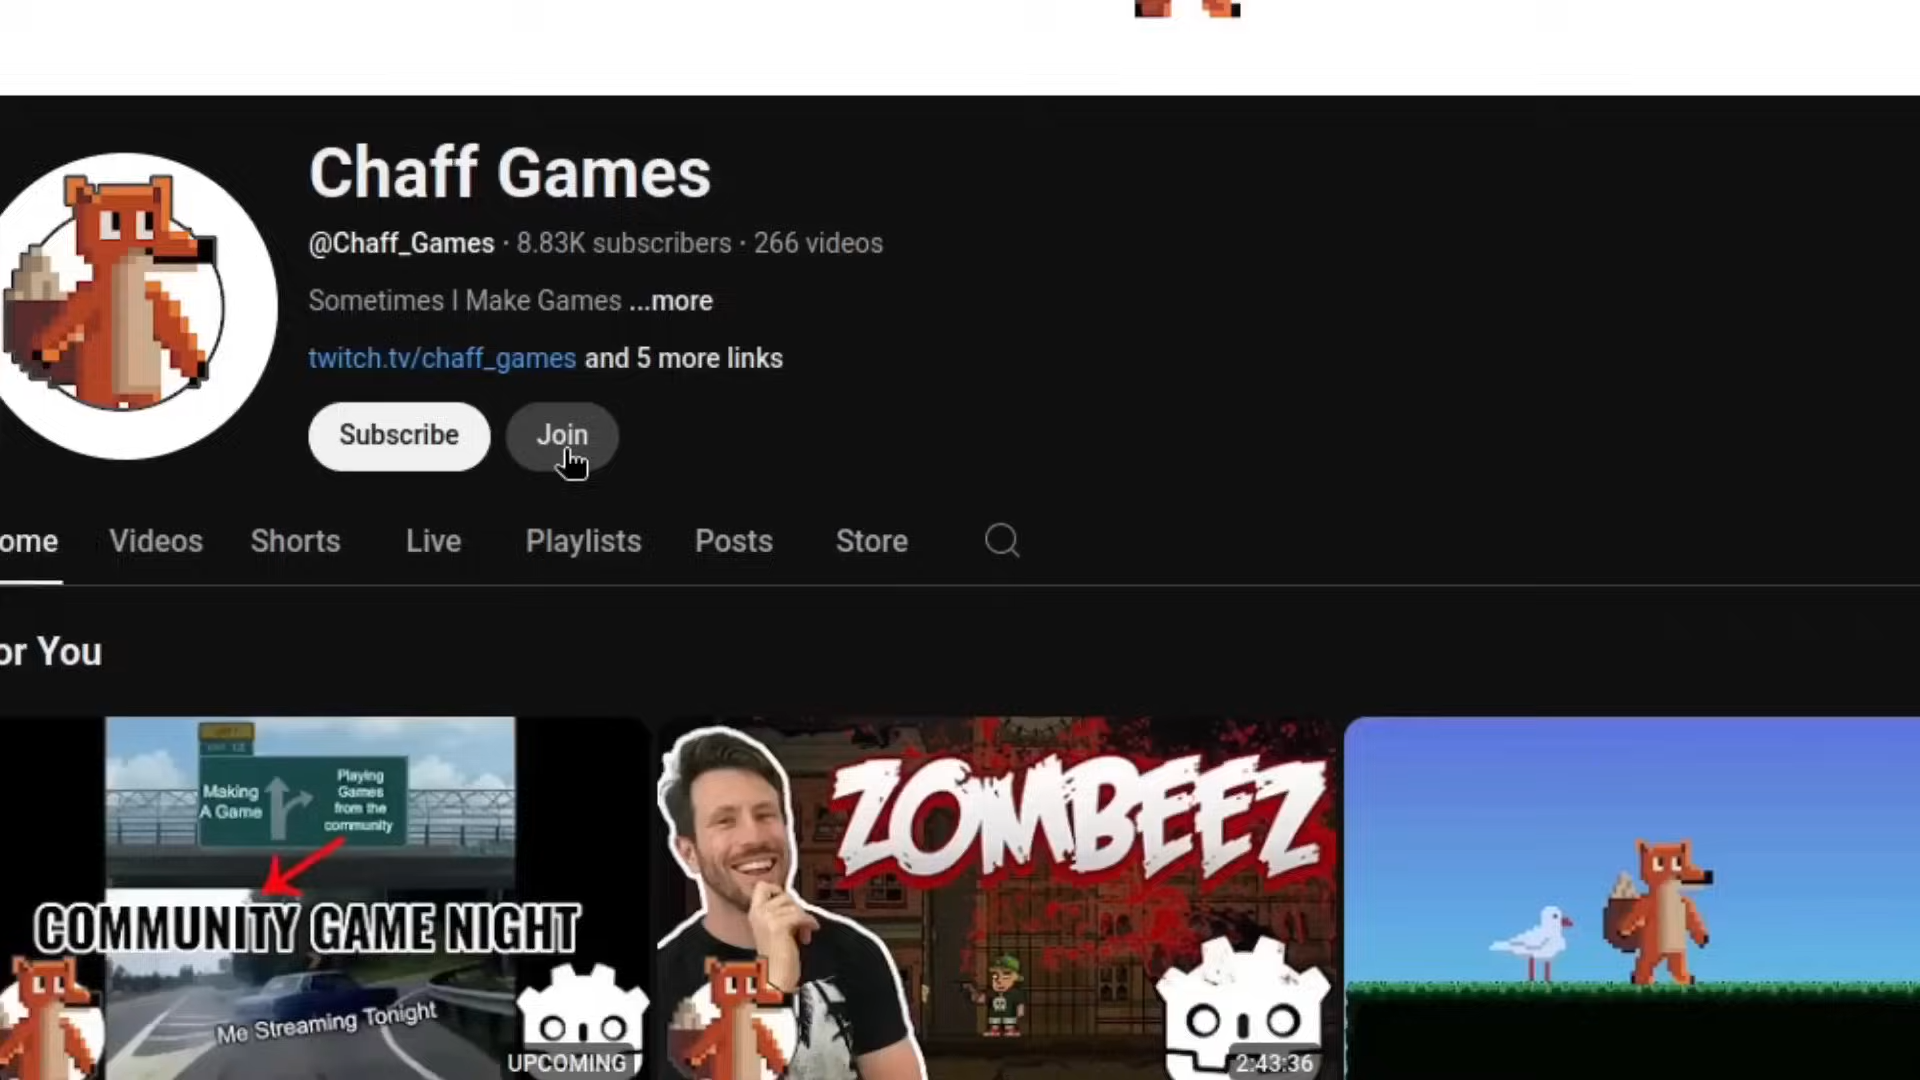 Chaff Games
@Chaff_Games · 8.83K subscribers · 266 videos
Sometimes I Make Games ...more
twitch.tv/chaff_games and 5 more links
Subscribe
Join
ome
Videos
Shorts
Live
Playlists
Posts
Store
or You
Making
A Game
Playing
Games
from the
community
COMMUNITY GAME NIGHT
Me Streaming Tonight
UPCOMING
ZOMBEEZ
2:43:36